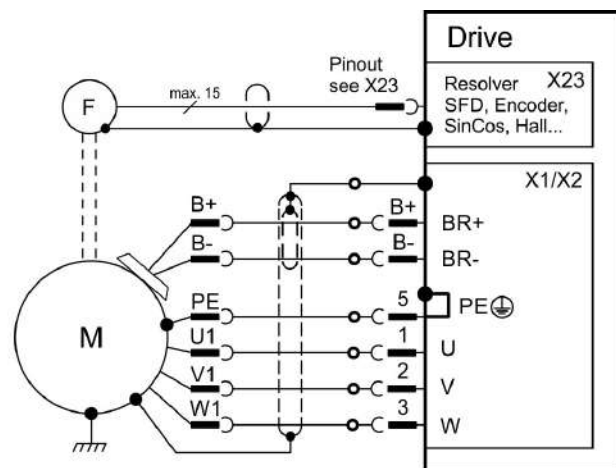 Drive
Pinout
see X23
Resolver X23
SFD, Encoder,
SinCos, Hall...
F
max. 15
X1/X2
B+ B+ BR+
B- B- BR-
PE 5 PE
M
U1 1 U
V1 2 V
W1 3 W